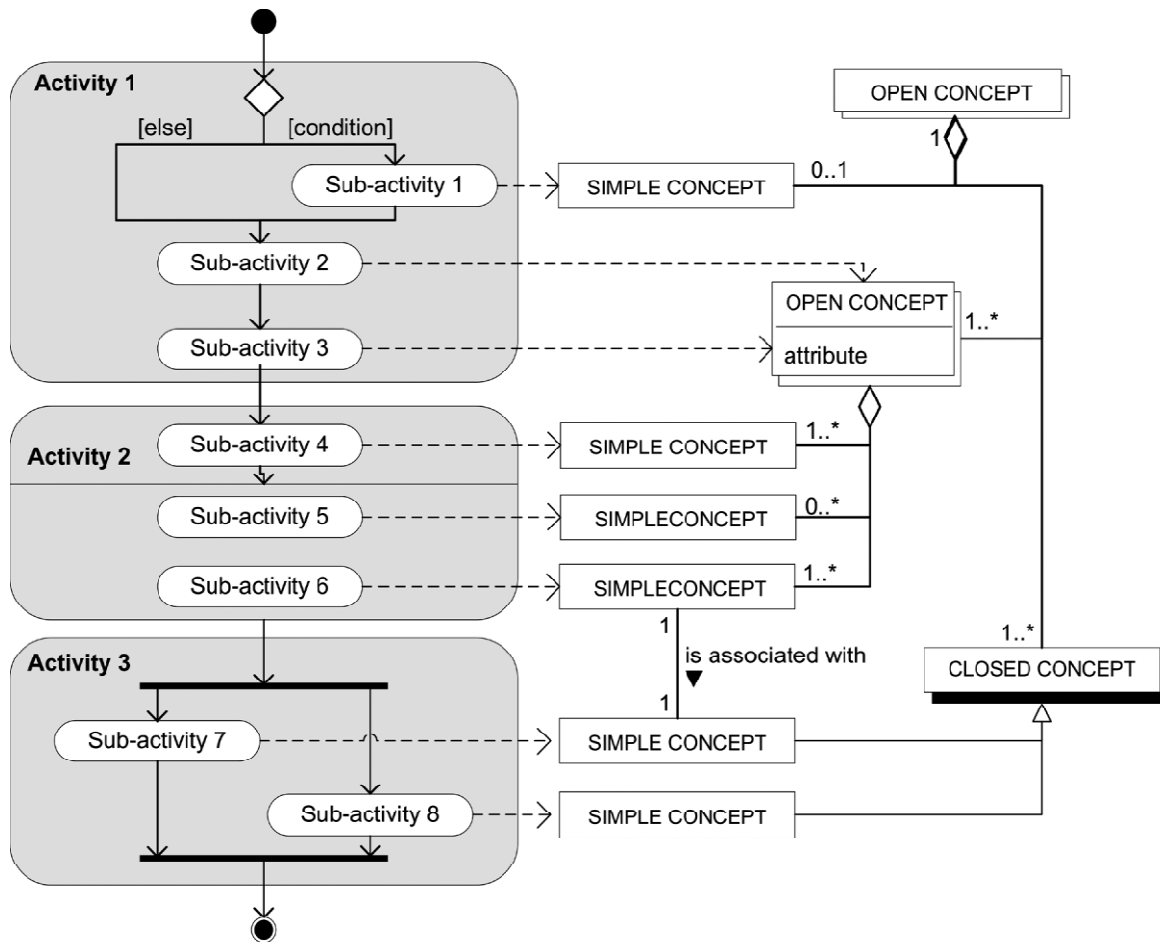 Activity 1
OPEN CONCEPT
[else]
[condition]
1
Sub-activity 1
SIMPLE CONCEPT
0..1
Sub-activity 2
OPEN CONCEPT
1..*
Sub-activity 3
attribute
Activity 2
Sub-activity 4
SIMPLE CONCEPT
1..*
Sub-activity 5
SIMPLECONCEPT
0..*
Sub-activity 6
SIMPLECONCEPT
1..*
1
is associated with
1
1..*
CLOSED CONCEPT
Activity 3
Sub-activity 7
SIMPLE CONCEPT
Sub-activity 8
SIMPLE CONCEPT